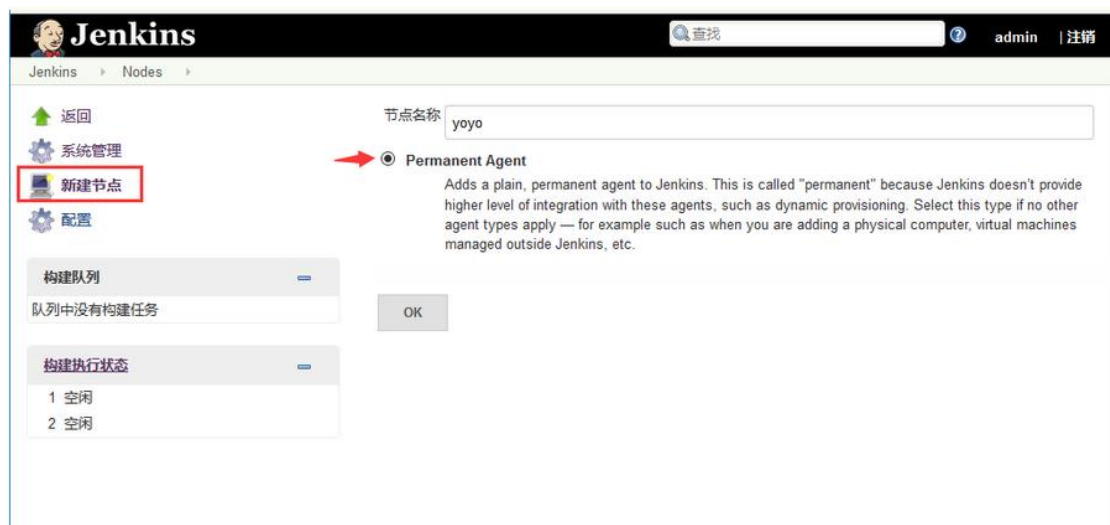 Jenkins
查找
admin | 注销
Jenkins Nodes
返回
系统管理
新建节点
配置
构建队列
队列中没有构建任务
构建执行状态
1 空闲
2 空闲
节点名称 yoyo
Permanent Agent
Adds a plain, permanent agent to Jenkins. This is called "permanent" because Jenkins doesn't provide
higher level of integration with these agents, such as dynamic provisioning. Select this type if no other
agent types apply — for example such as when you are adding a physical computer, virtual machines
managed outside Jenkins, etc.
OK